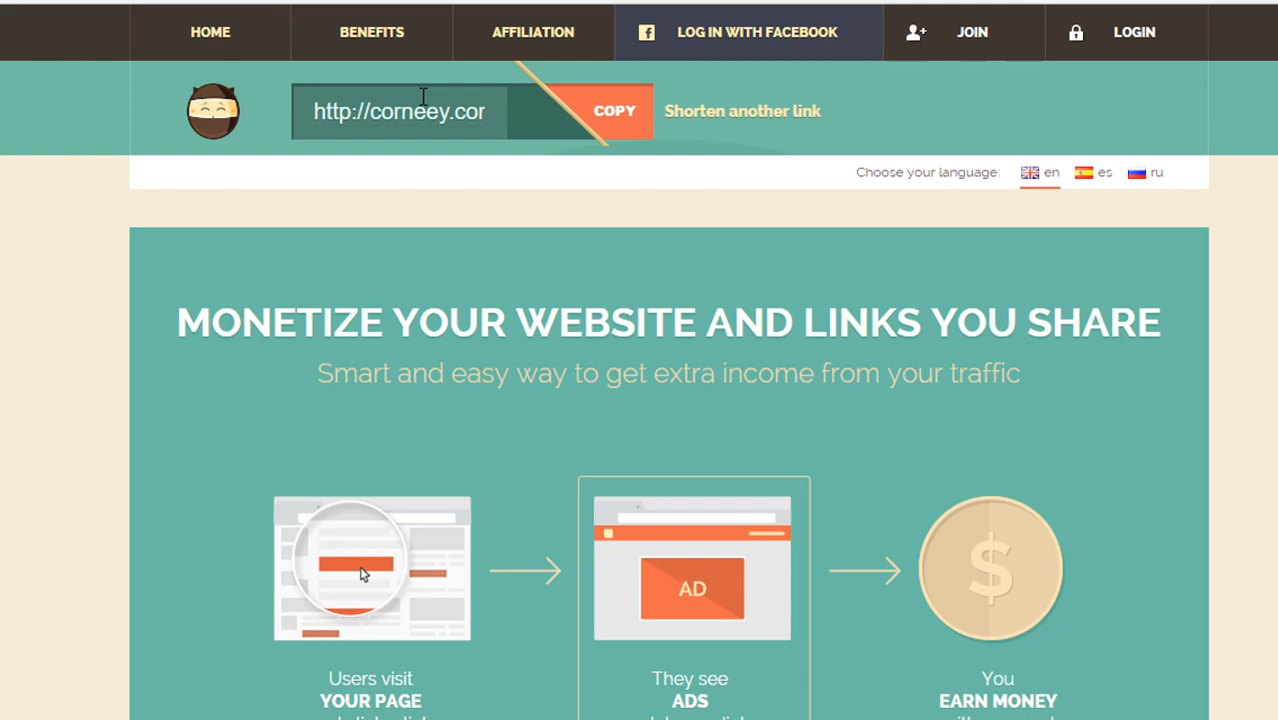 HOME BENEFITS AFFILIATION LOG IN WITH FACEBOOK JOIN LOGIN
http://corneey.cor COPY Shorten another link
Choose your language: en es ru
MONETIZE YOUR WEBSITE AND LINKS YOU SHARE
Smart and easy way to get extra income from your traffic
AD
$
Users visit
YOUR PAGE
They see
ADS
You
EARN MONEY